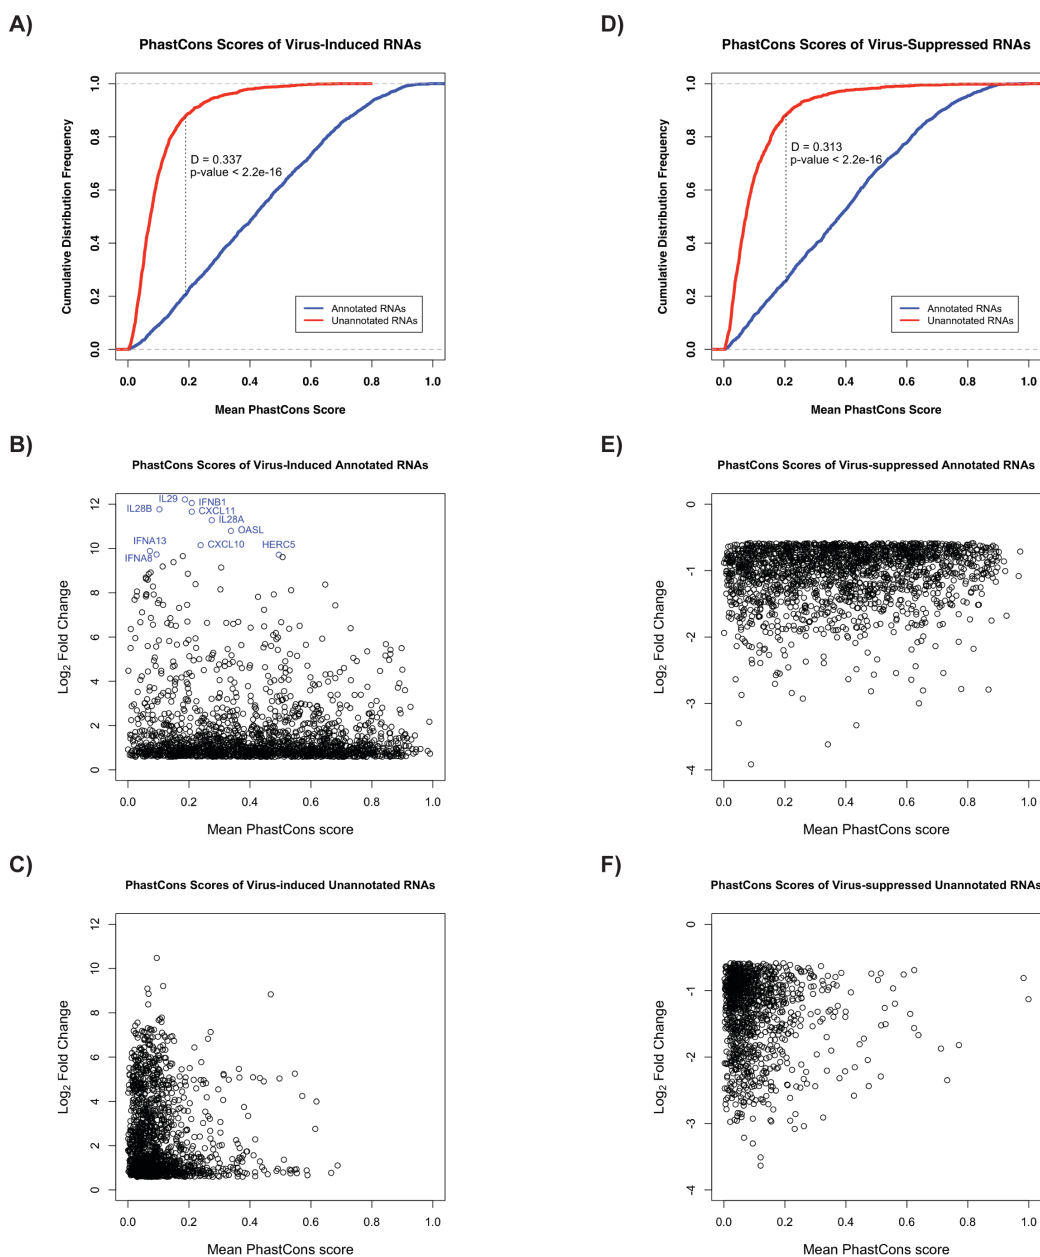 A)
PhastCons Scores of Virus-Induced RNAs
Cumulative Distribution Frequency
1.0
0.8
0.6
0.4
0.2
0.0
D = 0.337
p-value < 2.2e-16
Annotated RNAs
Unannotated RNAs
0.0 0.2 0.4 0.6 0.8 1.0
Mean PhastCons Score
D)
PhastCons Scores of Virus-Suppressed RNAs
Cumulative Distribution Frequency
1.0
0.8
0.6
0.4
0.2
0.0
D = 0.313
p-value < 2.2e-16
Annotated RNAs
Unannotated RNAs
0.0 0.2 0.4 0.6 0.8 1.0
Mean PhastCons Score
B)
PhastCons Scores of Virus-Induced Annotated RNAs
Log2 Fold Change
12
10
8
6
4
2
0
IL29
IFNB1
IL28B
CXCL11
IL28A
OASL
IFNA13
CXCL10
HERC5
IFNA8
0.0 0.2 0.4 0.6 0.8 1.0
Mean PhastCons score
E)
PhastCons Scores of Virus-suppressed Annotated RNAs
Log2 Fold Change
0
-1
-2
-3
-4
0.0 0.2 0.4 0.6 0.8 1.0
Mean PhastCons score
C)
PhastCons Scores of Virus-induced Unannotated RNAs
Log2 Fold Change
12
10
8
6
4
2
0
0.0 0.2 0.4 0.6 0.8 1.0
Mean PhastCons score
F)
PhastCons Scores of Virus-suppressed Unannotated RNAs
Log2 Fold Change
0
-1
-2
-3
-4
0.0 0.2 0.4 0.6 0.8 1.0
Mean PhastCons score